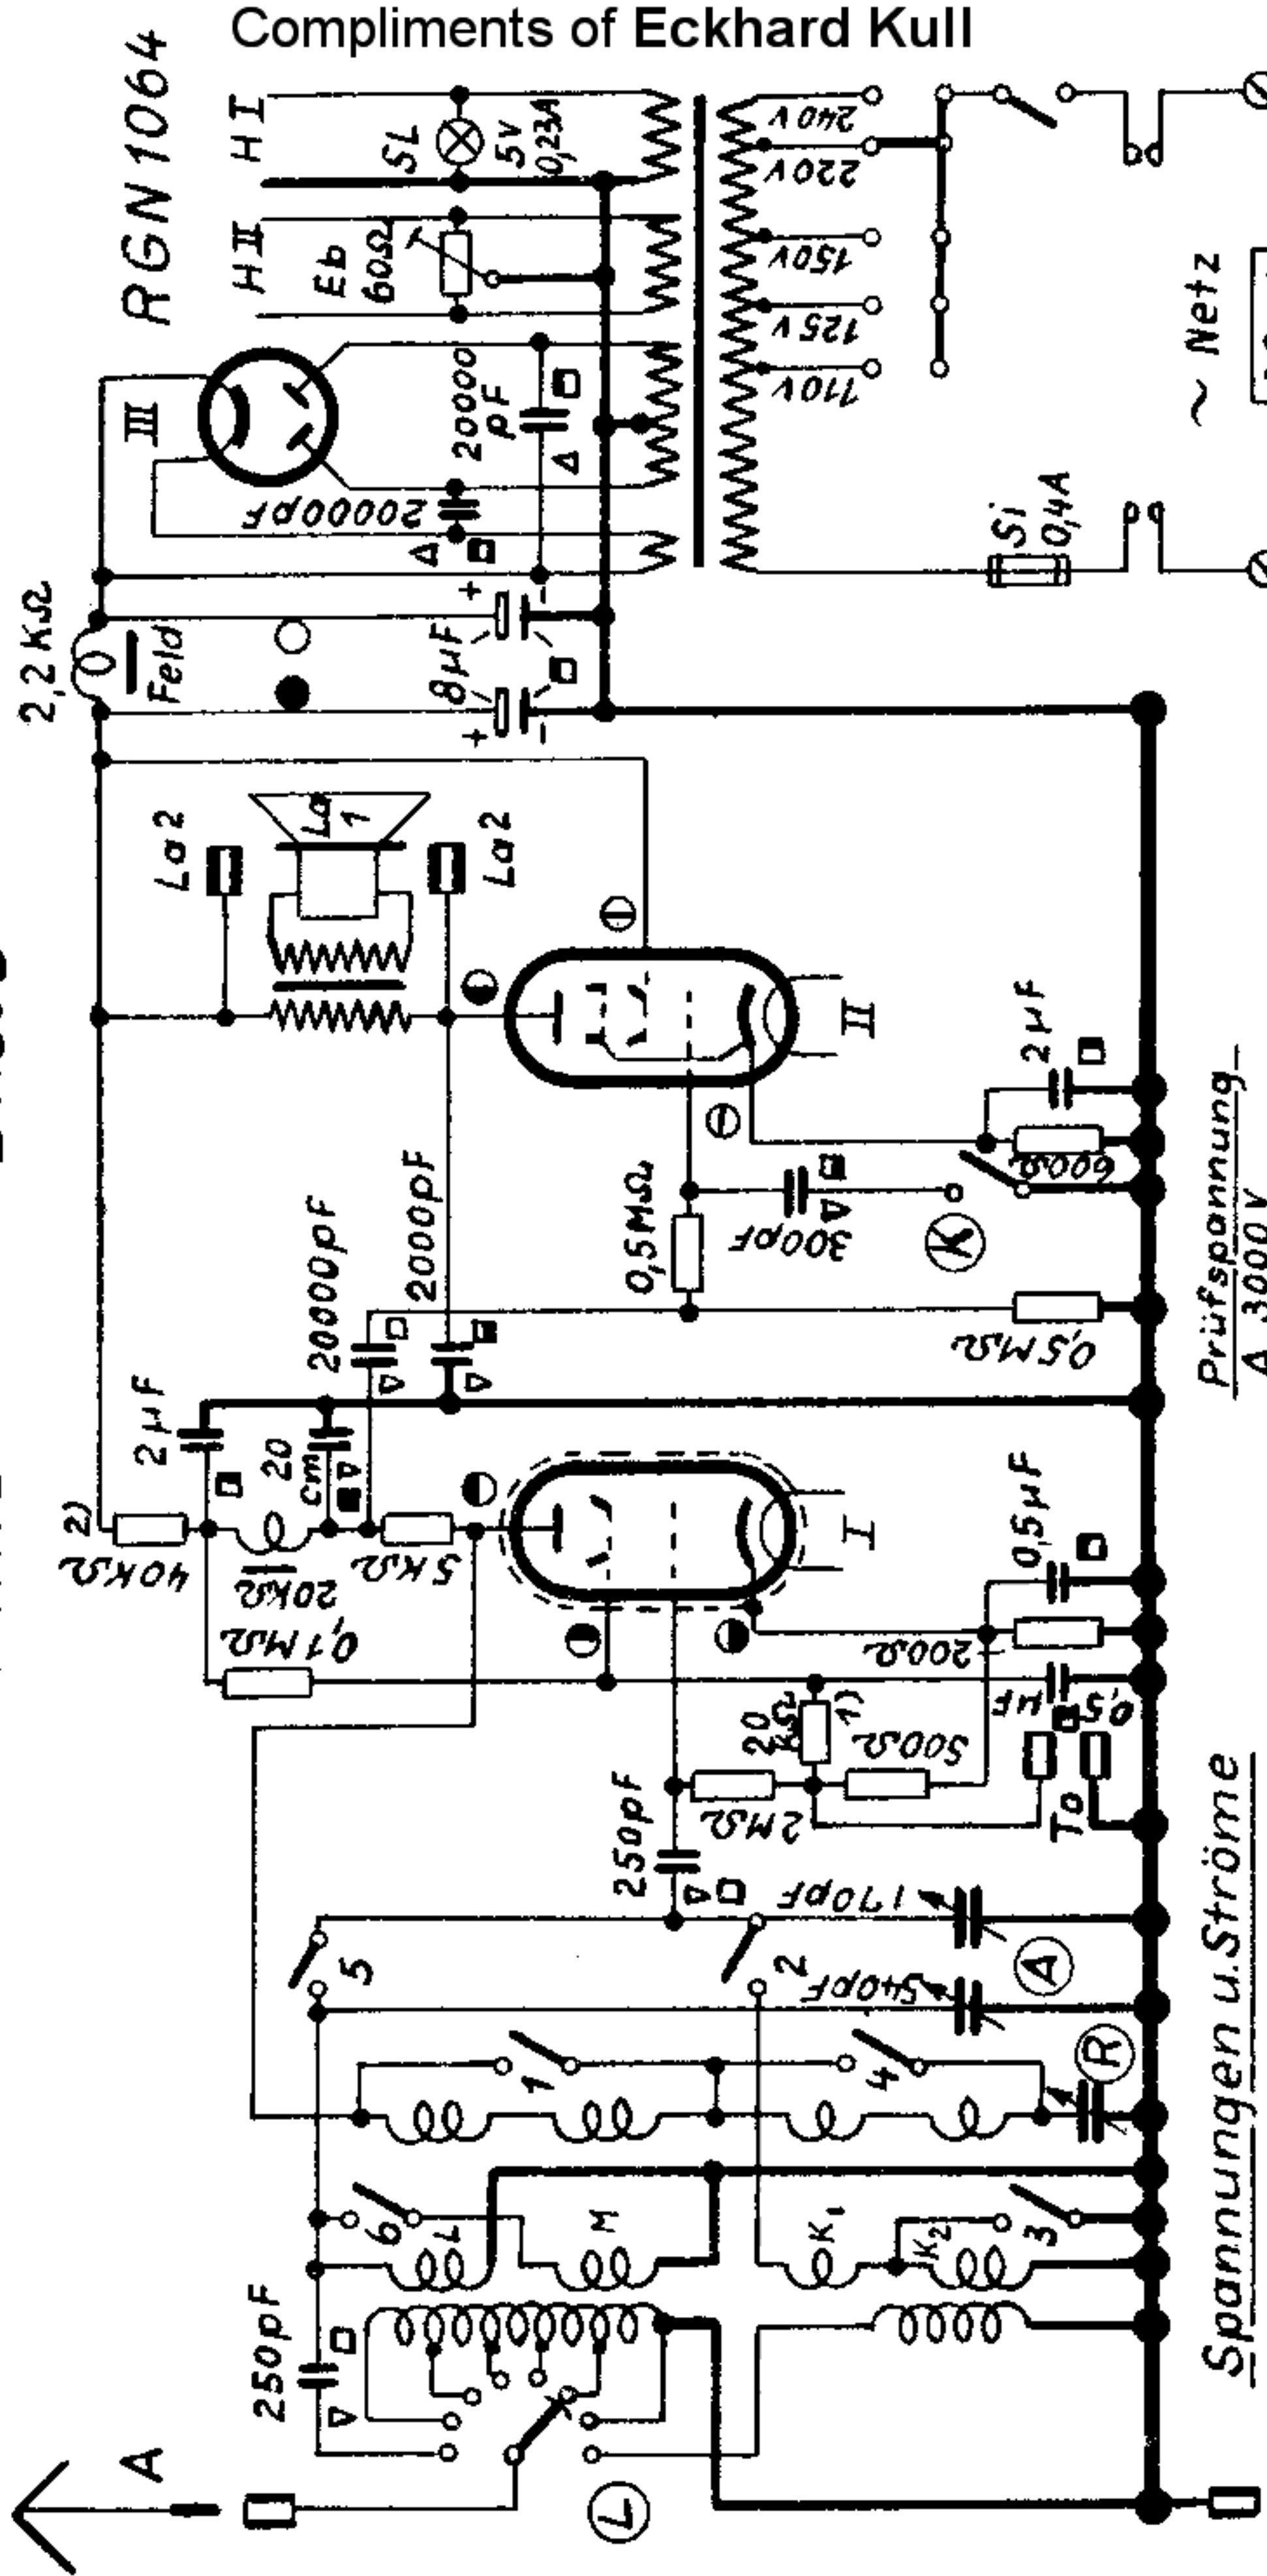 Compliments of Eckhard Kull
RGN 1064
H I
H II
III
SL
5V
0,23A
Eb
60Ω
20000
pF
20000pF
2,2 KΩ
Feld
8µF
240V
220V
150V
125V
110V
~ Netz
Si
0,4A
La 2
La
1
La2
II
2µF
600Ω
K
300pF
0,5MΩ
0,5MΩ
20000pF
2000pF
2µF
20
cm
2)
40KΩ
20KΩ
5KΩ
0,1MΩ
I
0,5µF
200Ω
0,5
µF
20
KΩ
1)
500Ω
2MΩ
To
250pF
170pF
A
540pF
R
5
2
1
4
6
L
M
K1
K2
3
250pF
A
L
Prüfspannung
Δ 3000V
Spannungen u. Ströme